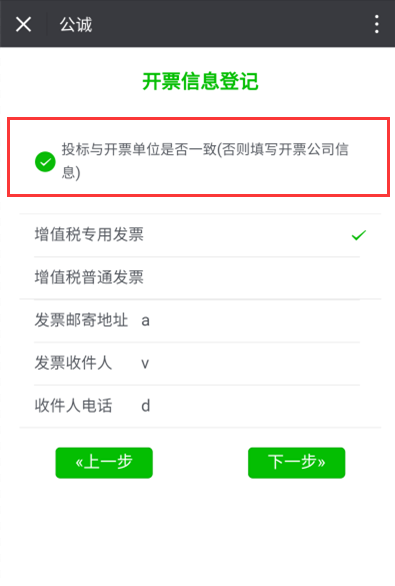 公诚
开票信息登记
投标与开票单位是否一致(否则填写开票公司信
息)
增值税专用发票
增值税普通发票
发票邮寄地址 a
发票收件人 v
收件人电话 d
«上一步 下一步»